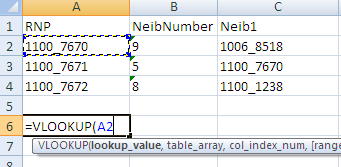 A B C
1 RNP NeibNumber Neib1
2 1100_7670 9 1006_8518
3 1100_7671 5 1100_7670
4 1100_7672 8 1100_1238
5
6 =VLOOKUP(A2
7 VLOOKUP(lookup_value, table_array, col_index_num, [range